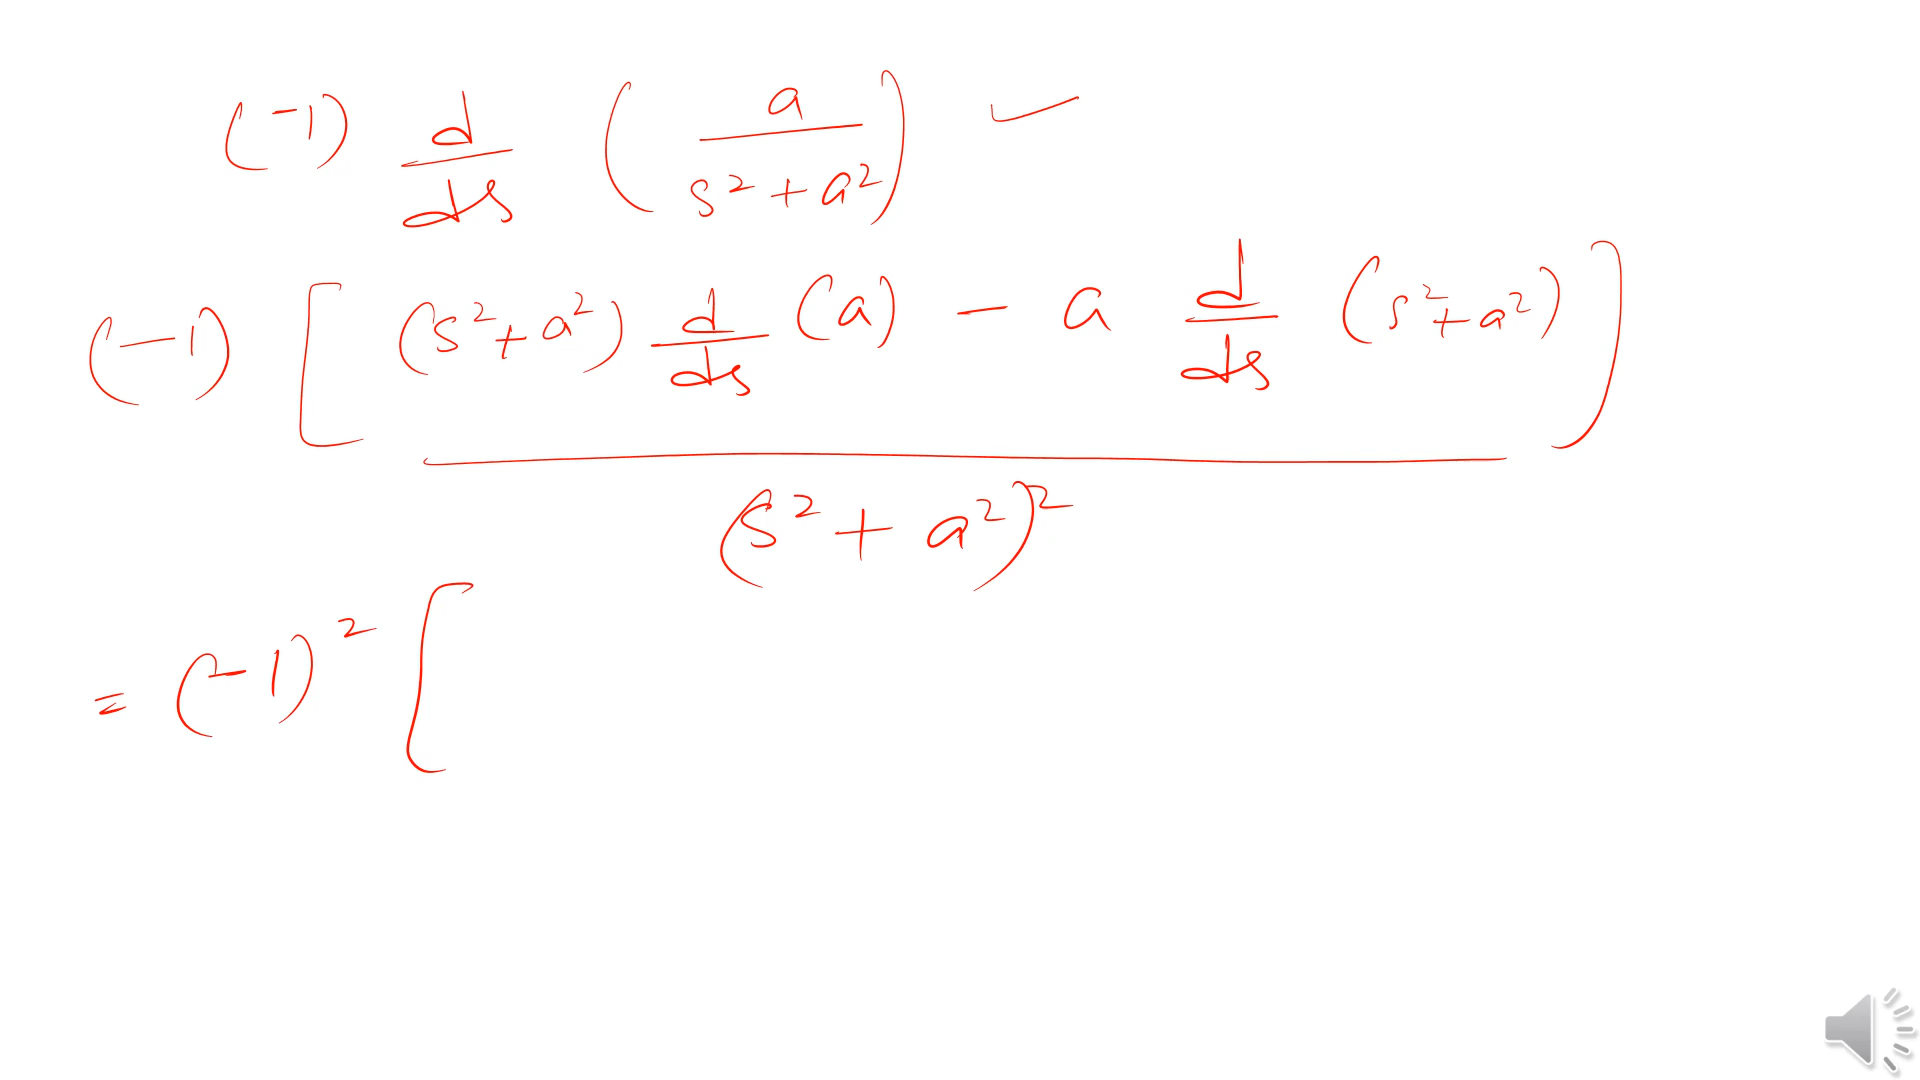 (-1) d/ds ( a / s² + a² ) ✓
(-1) [ (s² + a²) d/ds (a) - a d/ds (s² + a²) ]
(s² + a²)²
= (-1)² [